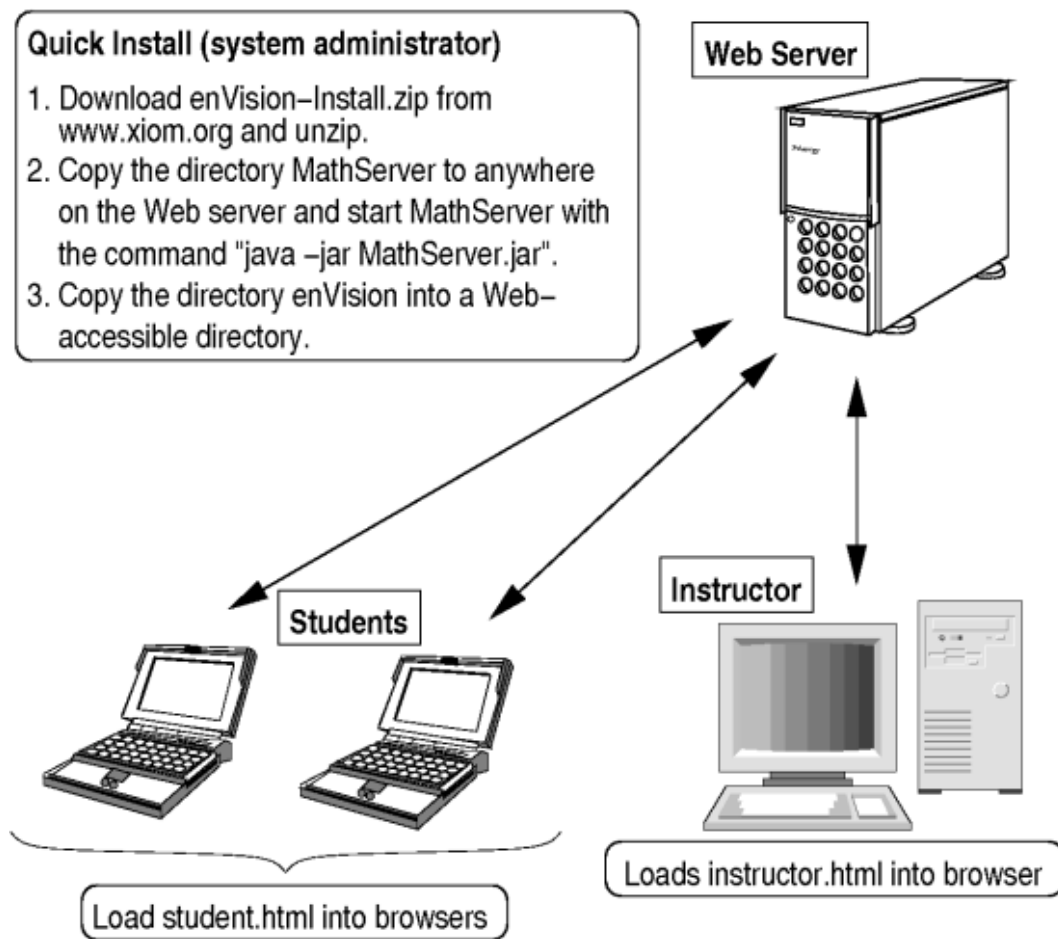 Quick Install (system administrator)
1. Download enVision–Install.zip from
www.xiom.org and unzip.
2. Copy the directory MathServer to anywhere
on the Web server and start MathServer with
the command "java –jar MathServer.jar".
3. Copy the directory enVision into a Web–
accessible directory.
Web Server
Students
Instructor
Load student.html into browsers
Loads instructor.html into browser